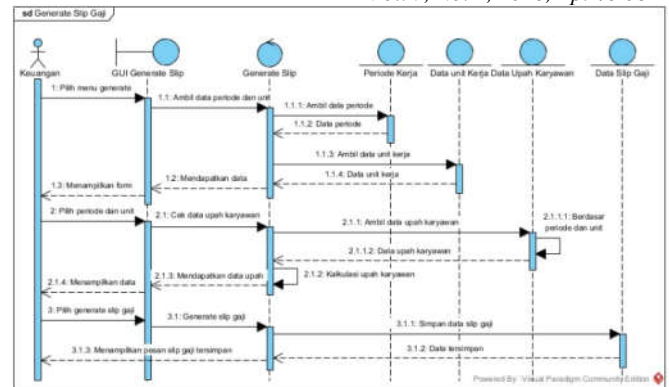 sd Generate Slip Gaji
Keuangan
GUI Generate Slip
Generate Slip
Periode Kerja
Data unit Kerja
Data Upah Karyawan
Data Slip Gaji
1: Pilih menu generate
1.1: Ambil data periode dan unit
1.1.1: Ambil data periode
1.1.2: Data periode
1.1.3: Ambil data unit kerja
1.1.4: Data unit kerja
1.2: Mendapatkan data
1.3: Menampilkan form
2: Pilih periode dan unit
2.1: Cek data upah karyawan
2.1.1: Ambil data upah karyawan
2.1.1.1: Berdasar
periode dan unit
2.1.1.2: Data upah karyawan
2.1.2: Kalkulasi upah karyawan
2.1.3: Mendapatkan data upah
2.1.4: Menampilkan data
3: Pilih generate slip gaji
3.1: Generate slip gaji
3.1.1: Simpan data slip gaji
3.1.2: Data tersimpan
3.1.3: Menampilkan pesan slip gaji tersimpan
Powered By Visual Paradigm Community Edition